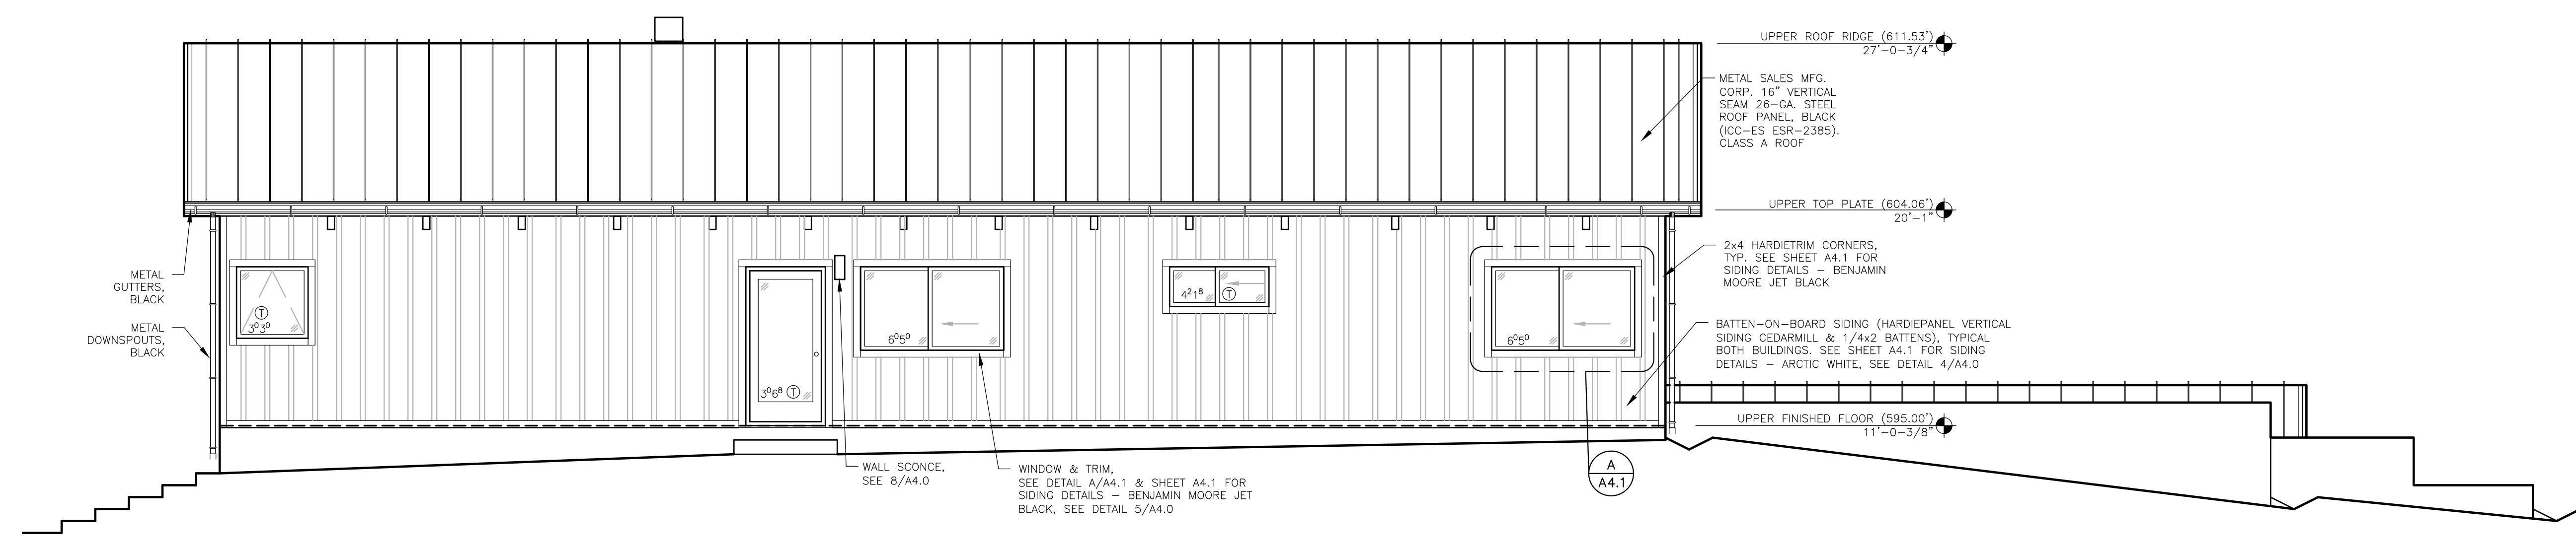 UPPER ROOF RIDGE (611.53')
27'-0-3/4"
METAL SALES MFG.
CORP. 16" VERTICAL
SEAM 26-GA. STEEL
ROOF PANEL, BLACK
(ICC-ES ESR-2385).
CLASS A ROOF
UPPER TOP PLATE (604.06')
20'-1"
2x4 HARDIETRIM CORNERS,
TYP. SEE SHEET A4.1 FOR
SIDING DETAILS - BENJAMIN
MOORE JET BLACK
METAL
GUTTERS,
BLACK
METAL
DOWNSPOUTS,
BLACK
T
3⁰3⁰
3⁰6⁸ T
6⁰5⁰
4²1⁸ T
6⁰5⁰
BATTEN-ON-BOARD SIDING (HARDIEPANEL VERTICAL
SIDING CEDARMILL & 1/4x2 BATTENS), TYPICAL
BOTH BUILDINGS. SEE SHEET A4.1 FOR SIDING
DETAILS - ARCTIC WHITE, SEE DETAIL 4/A4.0
UPPER FINISHED FLOOR (595.00')
11'-0-3/8"
WALL SCONCE,
SEE 8/A4.0
WINDOW & TRIM,
SEE DETAIL A/A4.1 & SHEET A4.1 FOR
SIDING DETAILS - BENJAMIN MOORE JET
BLACK, SEE DETAIL 5/A4.0
A
A4.1